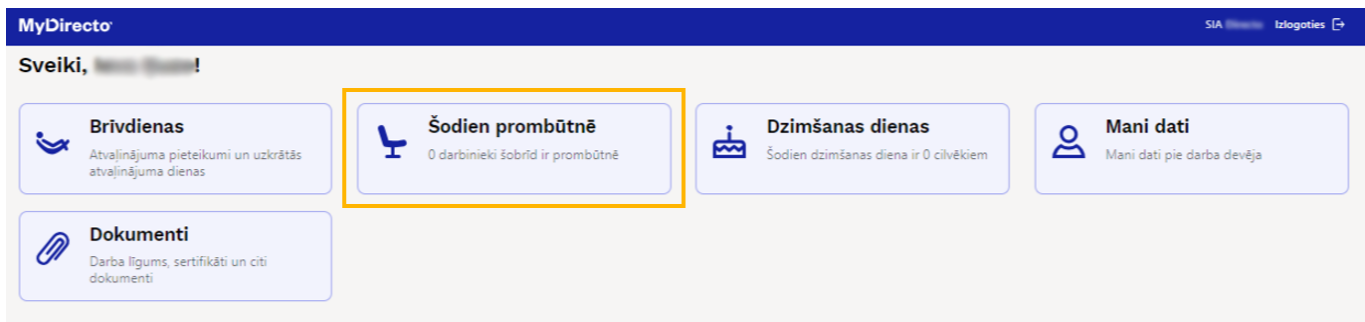 MyDirecto
SIA Izlogoties
Sveiki, !
Brīvdienas
Atvaļinājuma pieteikumi un uzkrātās
atvaļinājuma dienas
Šodien prombūtnē
0 darbinieki šobrīd ir prombūtnē
Dzimšanas dienas
Šodien dzimšanas diena ir 0 cilvēkiem
Mani dati
Mani dati pie darba devēja
Dokumenti
Darba līgums, sertifikāti un citi
dokumenti